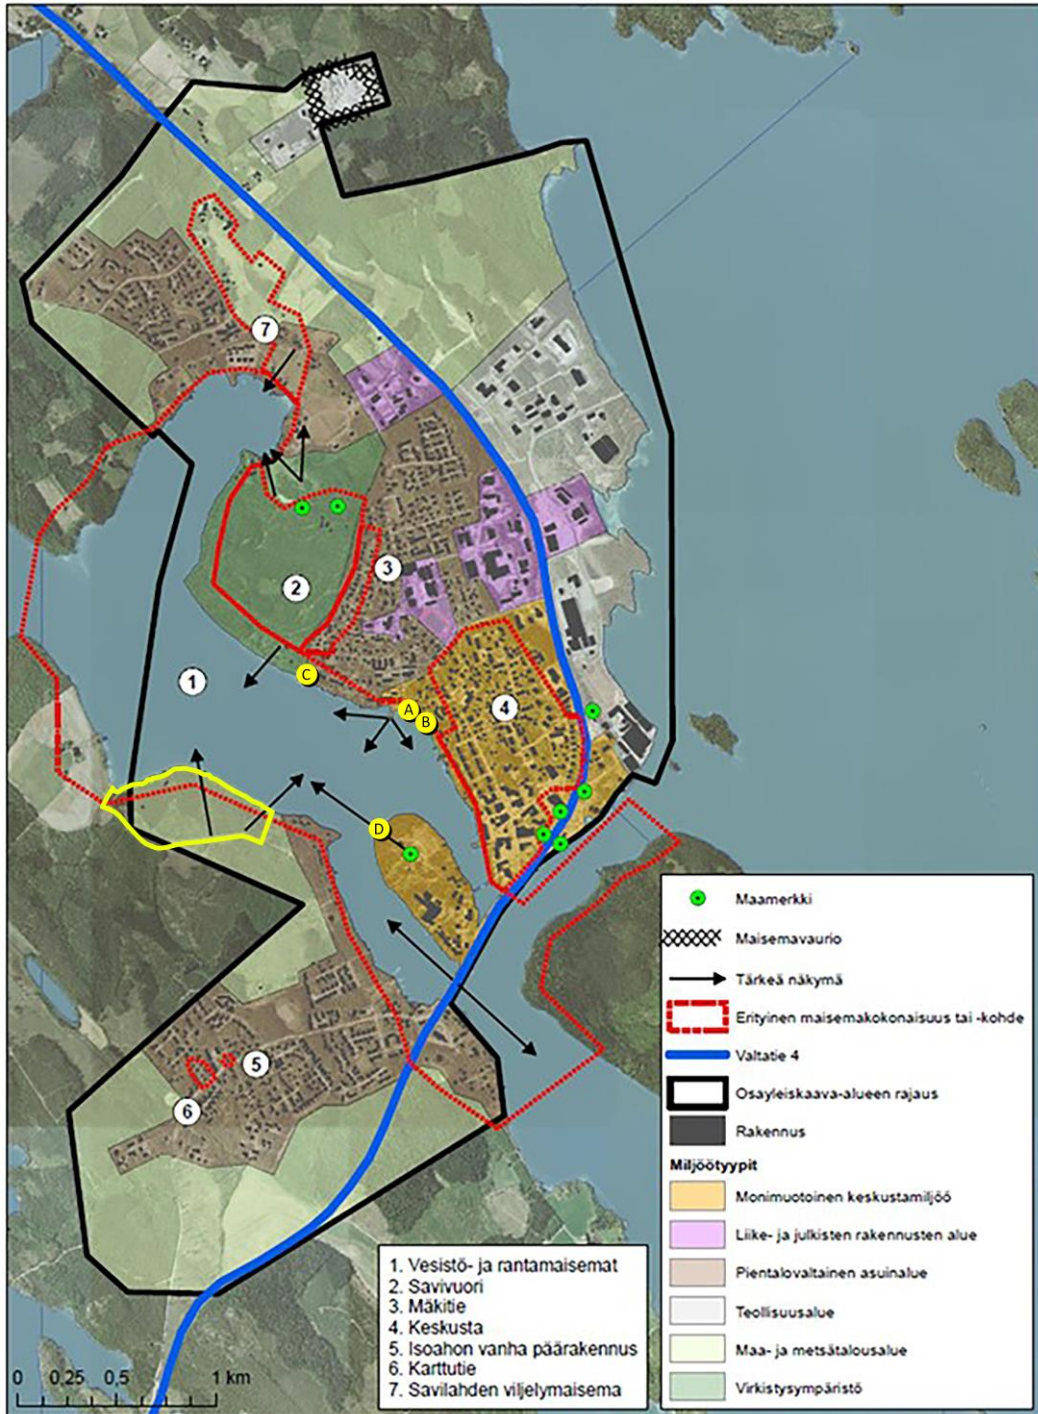 7
3
2
C
1
A
B
4
D
5
6
Maamerkki
Maisemavaurio
Tärkeä näkymä
Erityinen maisemakokonaisuus tai -kohde
Valtatie 4
Osayleiskaava-alueen rajaus
Rakennus
Miljöötyypit
Monimuotoinen keskustamiljöö
Liike- ja julkisten rakennusten alue
Pientalovaltainen asuinalue
Teollisuusalue
Maa- ja metsätalousalue
Virkistysympäristö
1. Vesistö- ja rantamaisemat
2. Savivuori
3. Mäkitie
4. Keskusta
5. Isoahon vanha päärakennus
6. Karttutie
7. Savilahden viljelymaisema
0 0,25 0,5 1 km